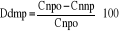 Ddmp = (Cnpo – Cnnp) / Cnpo 100